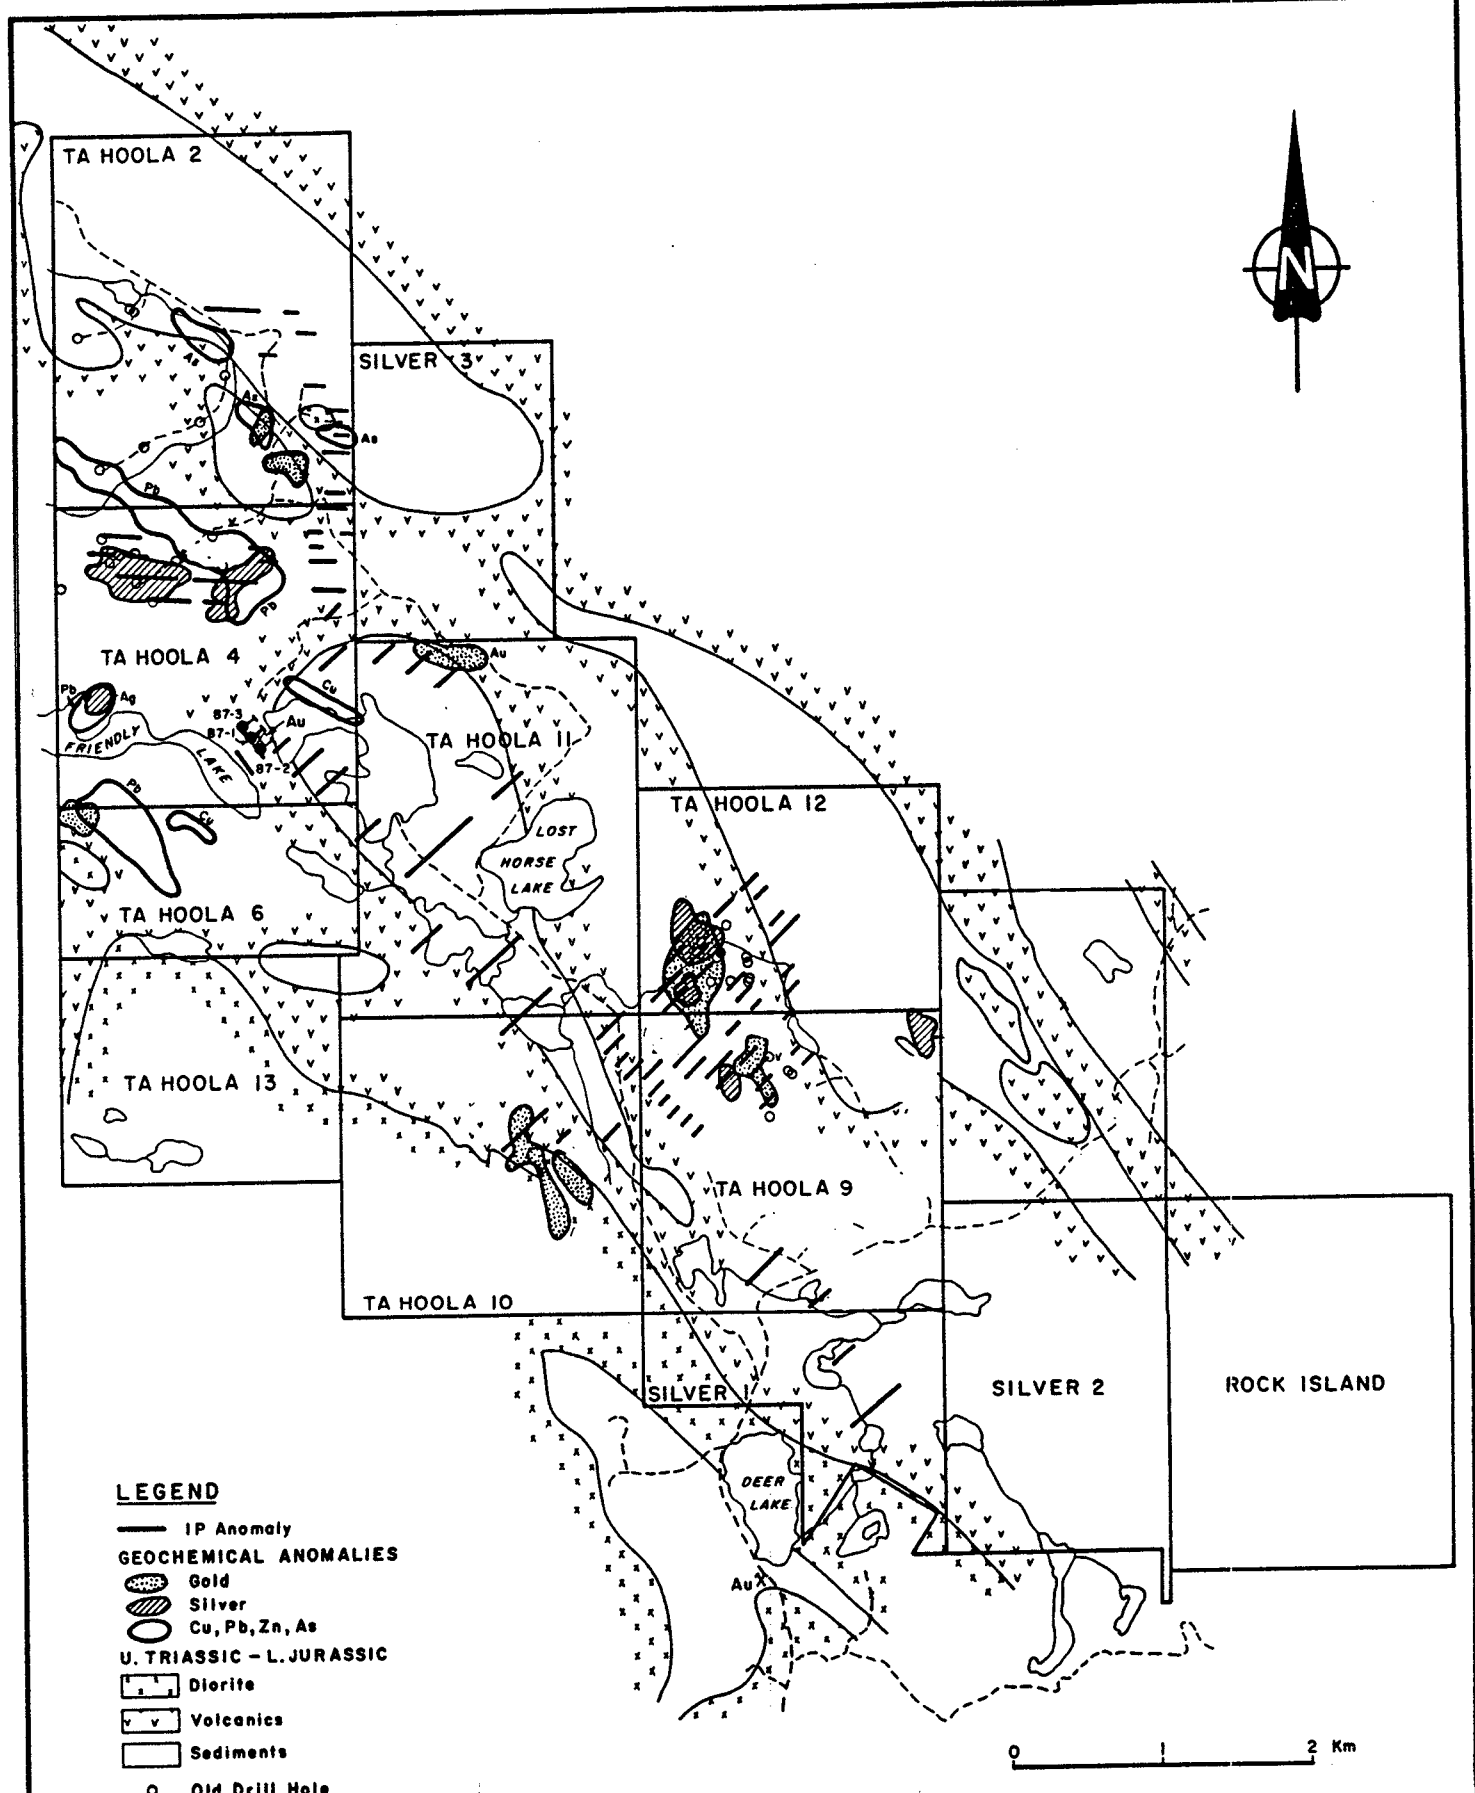 TA HOOLA 2
N
SILVER 3
As
As
As
Pb
Pb
TA HOOLA 4
Au
Cu
Pb
Ag
87-3
Au
87-1
FRIENDLY
LAKE
87-2
TA HOOLA 11
Pb
Cu
TA HOOLA 12
LOST
HORSE
LAKE
TA HOOLA 6
TA HOOLA 13
TA HOOLA 9
TA HOOLA 10
SILVER 1
SILVER 2
ROCK ISLAND
DEER
LAKE
Au X
LEGEND
IP Anomaly
GEOCHEMICAL ANOMALIES
Gold
Silver
Cu, Pb, Zn, As
U. TRIASSIC - L. JURASSIC
Diorite
Volcanics
Sediments
Old Drill Hole
0 1 2 Km